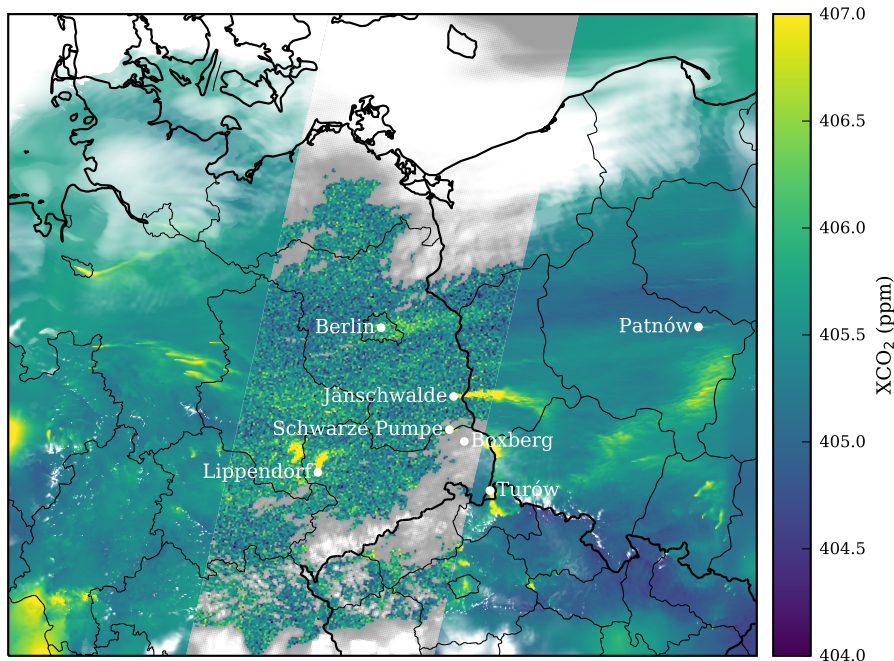 Berlin
Patnów
Jänschwalde
Schwarze Pumpe
Boxberg
Lippendorf
Turów
407.0
406.5
406.0
405.5
405.0
404.5
404.0
XCO₂ (ppm)